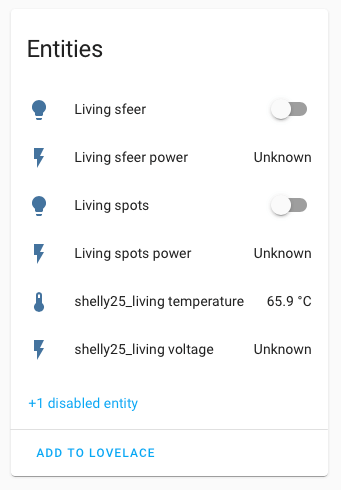 Entities
Living sfeer
Living sfeer power Unknown
Living spots
Living spots power Unknown
shelly25_living temperature 65.9 °C
shelly25_living voltage Unknown
+1 disabled entity
ADD TO LOVELACE